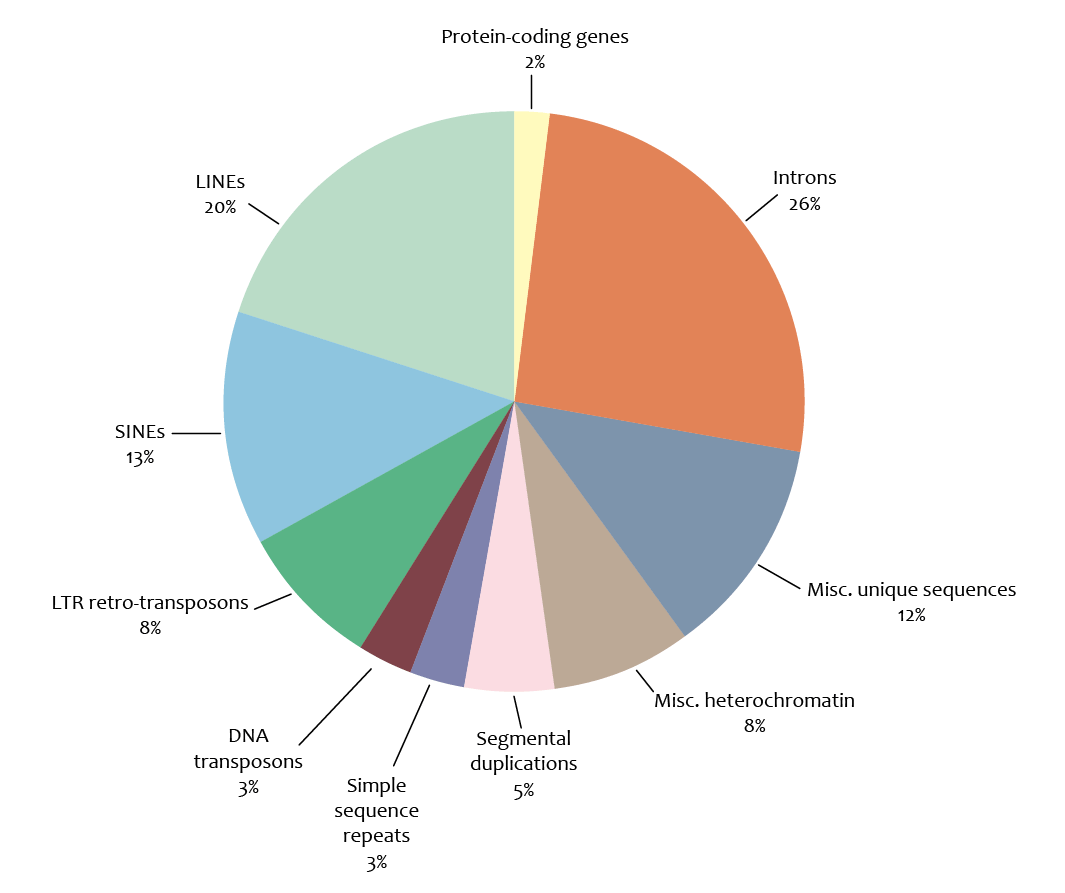 Protein-coding genes
2%
Introns
26%
Misc. unique sequences
12%
Misc. heterochromatin
8%
Segmental
duplications
5%
Simple
sequence
repeats
3%
DNA
transposons
3%
LTR retro-transposons
8%
SINEs
13%
LINEs
20%